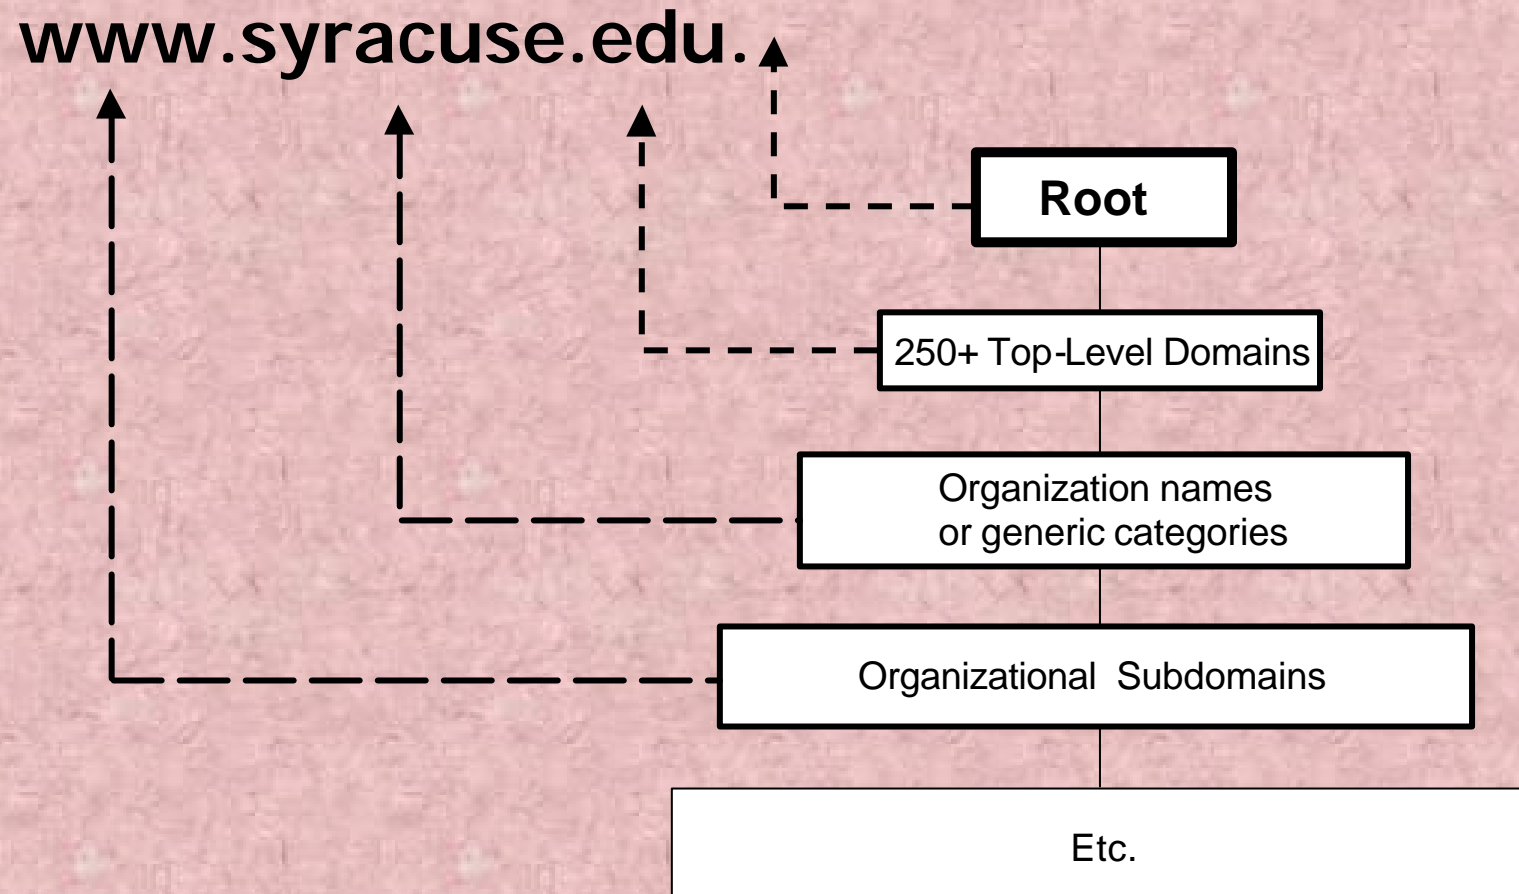 www.syracuse.edu.
Root
250+ Top-Level Domains
Organization names
or generic categories
Organizational Subdomains
Etc.